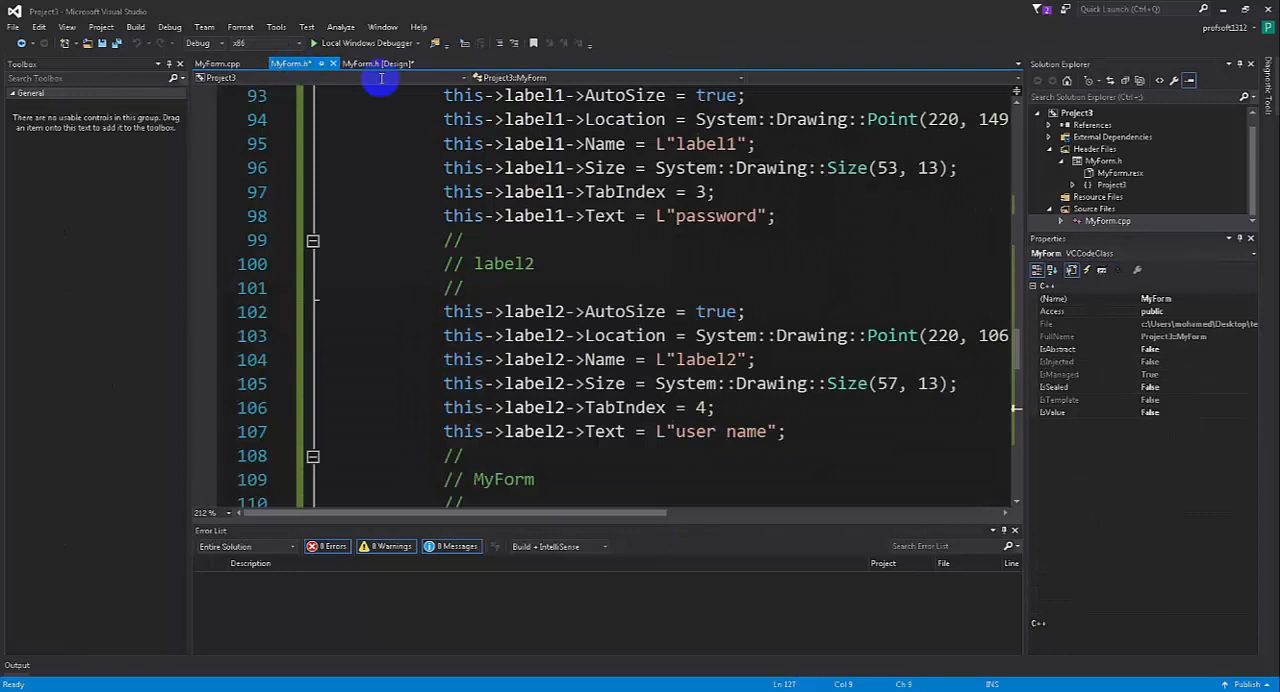 Project3 - Microsoft Visual Studio
2
Quick Launch (Ctrl+Q)
File Edit View Project Build Debug Team Format Tools Test Analyze Window Help
profsoft1312
P
Debug x86 Local Windows Debugger
Toolbox
Search Toolbox
General
There are no usable controls in this group. Drag
an item onto this text to add it to the toolbox.
MyForm.cpp MyForm.h* MyForm.h [Design]*
Project3 Project3::MyForm
93 this->label1->AutoSize = true;
94 this->label1->Location = System::Drawing::Point(220, 149
95 this->label1->Name = L"label1";
96 this->label1->Size = System::Drawing::Size(53, 13);
97 this->label1->TabIndex = 3;
98 this->label1->Text = L"password";
99 //
100 // label2
101 //
102 this->label2->AutoSize = true;
103 this->label2->Location = System::Drawing::Point(220, 106
104 this->label2->Name = L"label2";
105 this->label2->Size = System::Drawing::Size(57, 13);
106 this->label2->TabIndex = 4;
107 this->label2->Text = L"user name";
108 //
109 // MyForm
110 //
212 %
Error List
Entire Solution 0 Errors 0 Warnings 0 Messages Build + IntelliSense Search Error List
Description Project File Line
Solution Explorer
Search Solution Explorer (Ctrl+;)
Project3
References
External Dependencies
Header Files
MyForm.h
MyForm.resx
{ } Project3
Resource Files
Source Files
MyForm.cpp
Properties
MyForm VCCodeClass
C++
(Name) MyForm
Access public
File c:\Users\mohamed\Desktop\te
FullName Project3::MyForm
IsAbstract False
IsInjected False
IsManaged True
IsSealed False
IsTemplate False
IsValue False
C++
Diagnostic Tools
Output
Ready Ln 127 Col 9 Ch 9 INS Publish